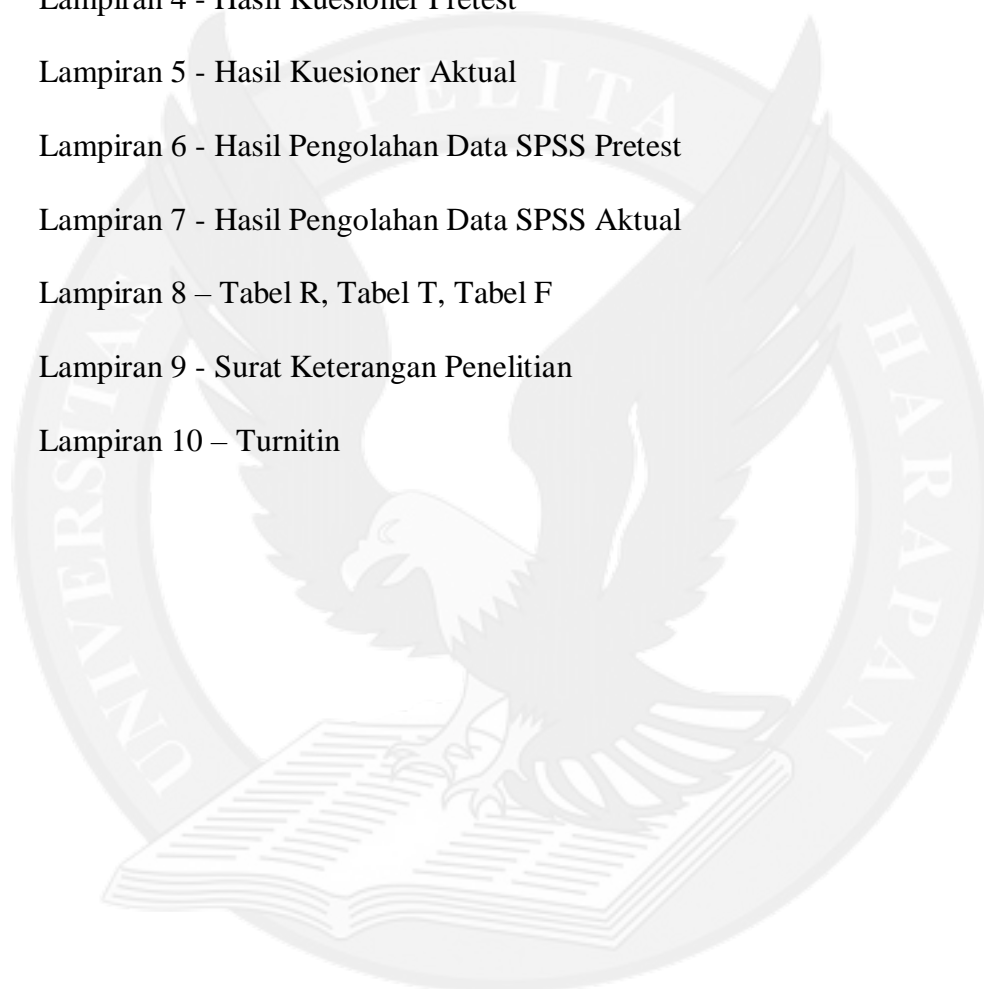 Lampiran 4 - Hasil Kuesioner Pretest
Lampiran 5 - Hasil Kuesioner Aktual
Lampiran 6 - Hasil Pengolahan Data SPSS Pretest
Lampiran 7 - Hasil Pengolahan Data SPSS Aktual
Lampiran 8 – Tabel R, Tabel T, Tabel F
Lampiran 9 - Surat Keterangan Penelitian
Lampiran 10 – Turnitin
UNIVERSITAS PELITA HARAPAN